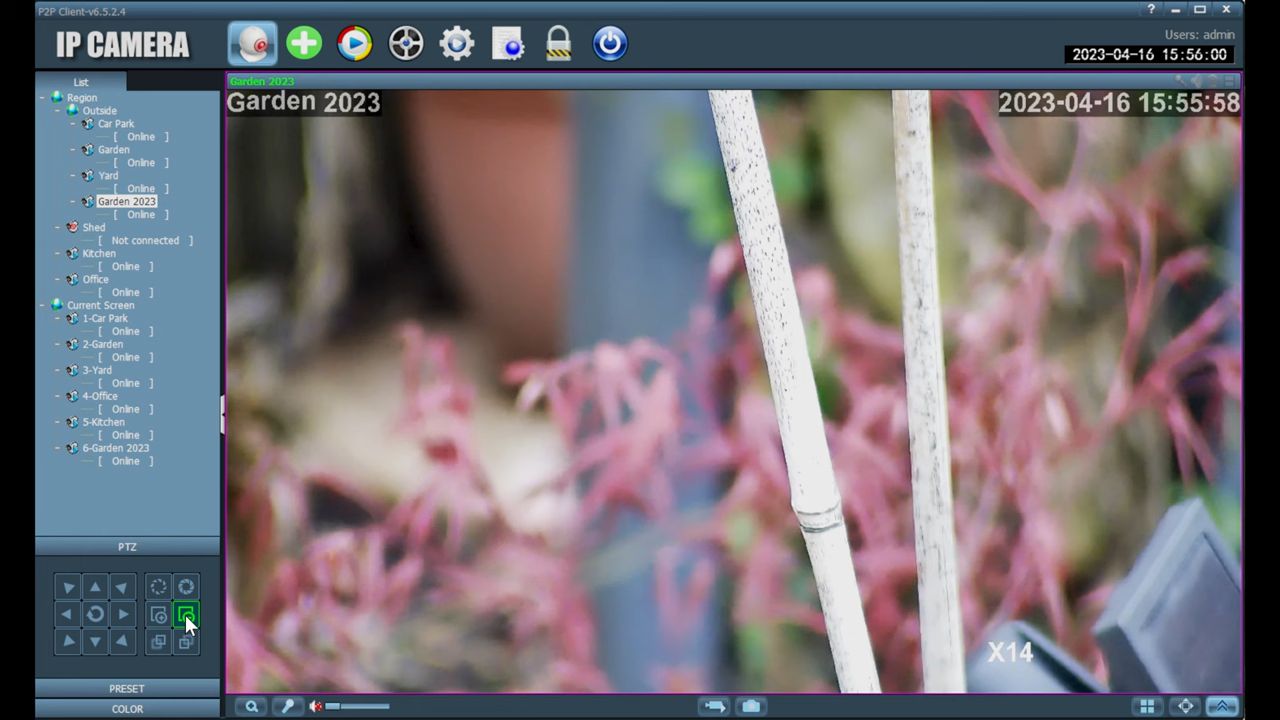 P2P Client-v6.5.2.4
IP CAMERA
Users: admin
2023-04-16 15:56:00
List
Region
Outside
Car Park
[ Online ]
Garden
[ Online ]
Yard
[ Online ]
Garden 2023
[ Online ]
Shed
[ Not connected ]
Kitchen
[ Online ]
Office
[ Online ]
Current Screen
1-Car Park
[ Online ]
2-Garden
[ Online ]
3-Yard
[ Online ]
4-Office
[ Online ]
5-Kitchen
[ Online ]
6-Garden 2023
[ Online ]
PTZ
PRESET
COLOR
Garden 2023
Garden 2023
2023-04-16 15:55:58
X14